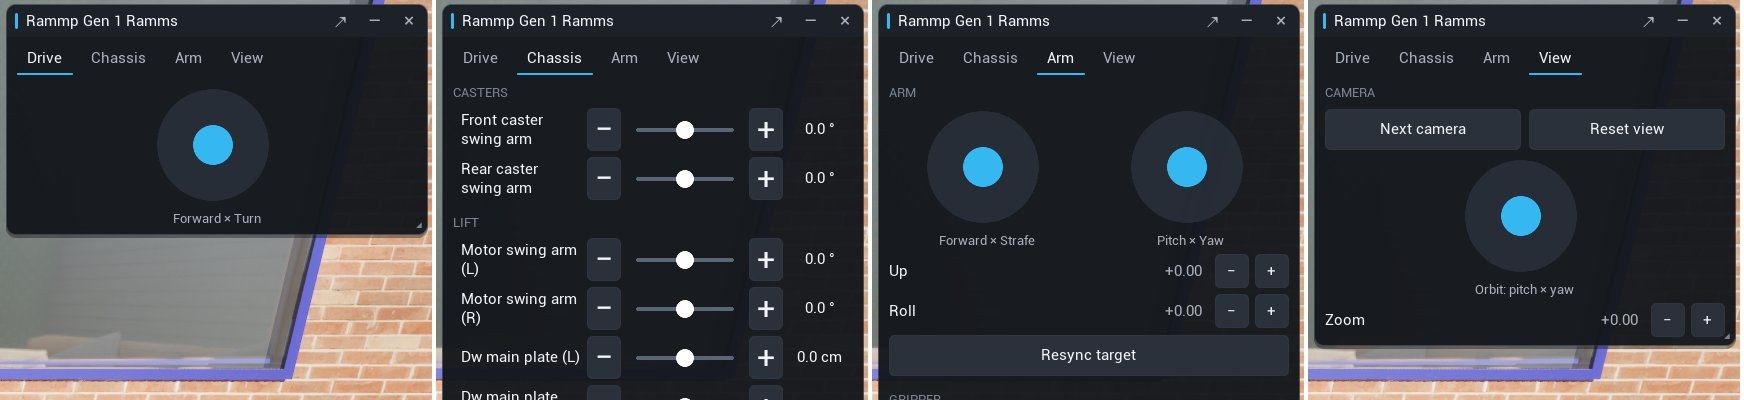 Rammp Gen 1 Ramms
Drive Chassis Arm View
Forward × Turn
Rammp Gen 1 Ramms
Drive Chassis Arm View
CASTERS
Front caster
swing arm
− + 0.0 °
Rear caster
swing arm
− + 0.0 °
LIFT
Motor swing arm
(L)
− + 0.0 °
Motor swing arm
(R)
− + 0.0 °
Dw main plate (L) − + 0.0 cm
Dw main plate
Rammp Gen 1 Ramms
Drive Chassis Arm View
ARM
Forward × Strafe Pitch × Yaw
Up +0.00 - +
Roll +0.00 - +
Resync target
GRIPPER
Rammp Gen 1 Ramms
Drive Chassis Arm View
CAMERA
Next camera Reset view
Orbit: pitch × yaw
Zoom +0.00 - +